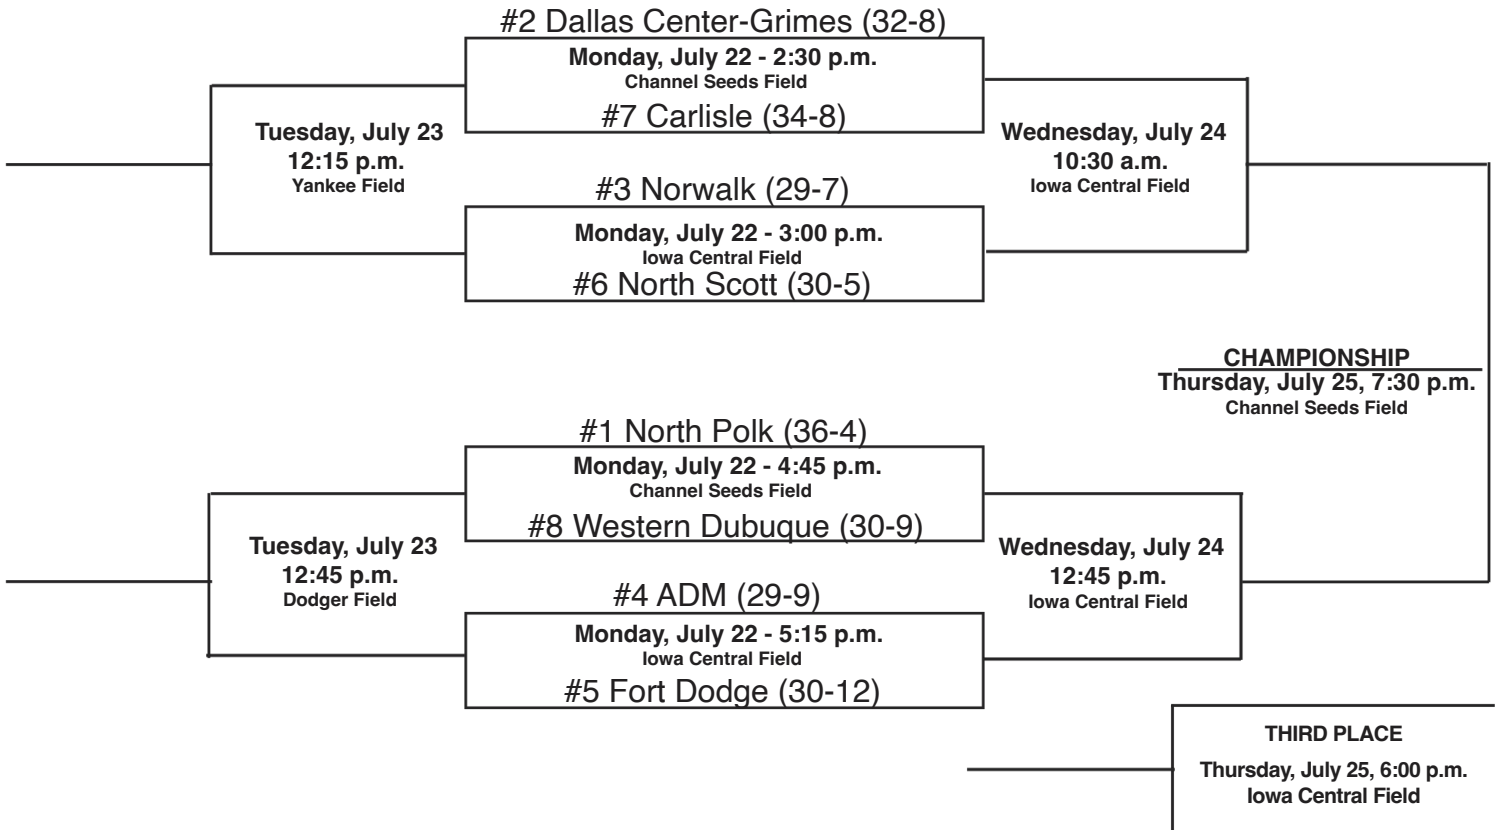 #2 Dallas Center-Grimes (32-8)
Monday, July 22 - 2:30 p.m.
Channel Seeds Field
#7 Carlisle (34-8)
Tuesday, July 23
12:15 p.m.
Yankee Field
Wednesday, July 24
10:30 a.m.
Iowa Central Field
#3 Norwalk (29-7)
Monday, July 22 - 3:00 p.m.
Iowa Central Field
#6 North Scott (30-5)
CHAMPIONSHIP
Thursday, July 25, 7:30 p.m.
Channel Seeds Field
#1 North Polk (36-4)
Monday, July 22 - 4:45 p.m.
Channel Seeds Field
#8 Western Dubuque (30-9)
Tuesday, July 23
12:45 p.m.
Dodger Field
Wednesday, July 24
12:45 p.m.
Iowa Central Field
#4 ADM (29-9)
Monday, July 22 - 5:15 p.m.
Iowa Central Field
#5 Fort Dodge (30-12)
THIRD PLACE
Thursday, July 25, 6:00 p.m.
Iowa Central Field